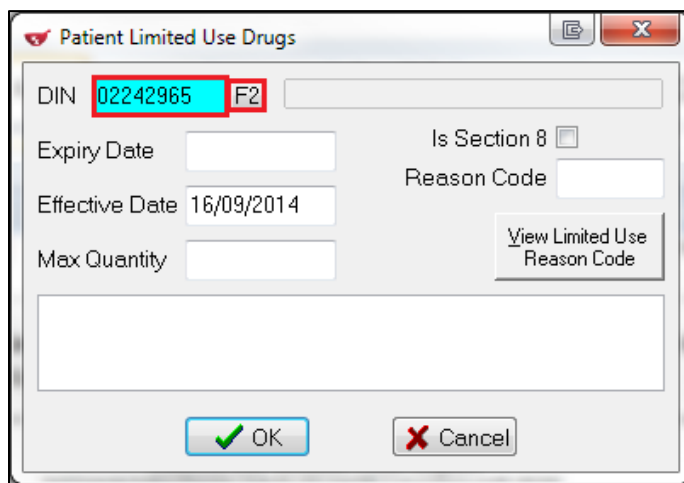 Patient Limited Use Drugs
DIN 02242965 F2
Is Section 8
Expiry Date
Reason Code
Effective Date 16/09/2014
View Limited Use
Reason Code
Max Quantity
OK Cancel